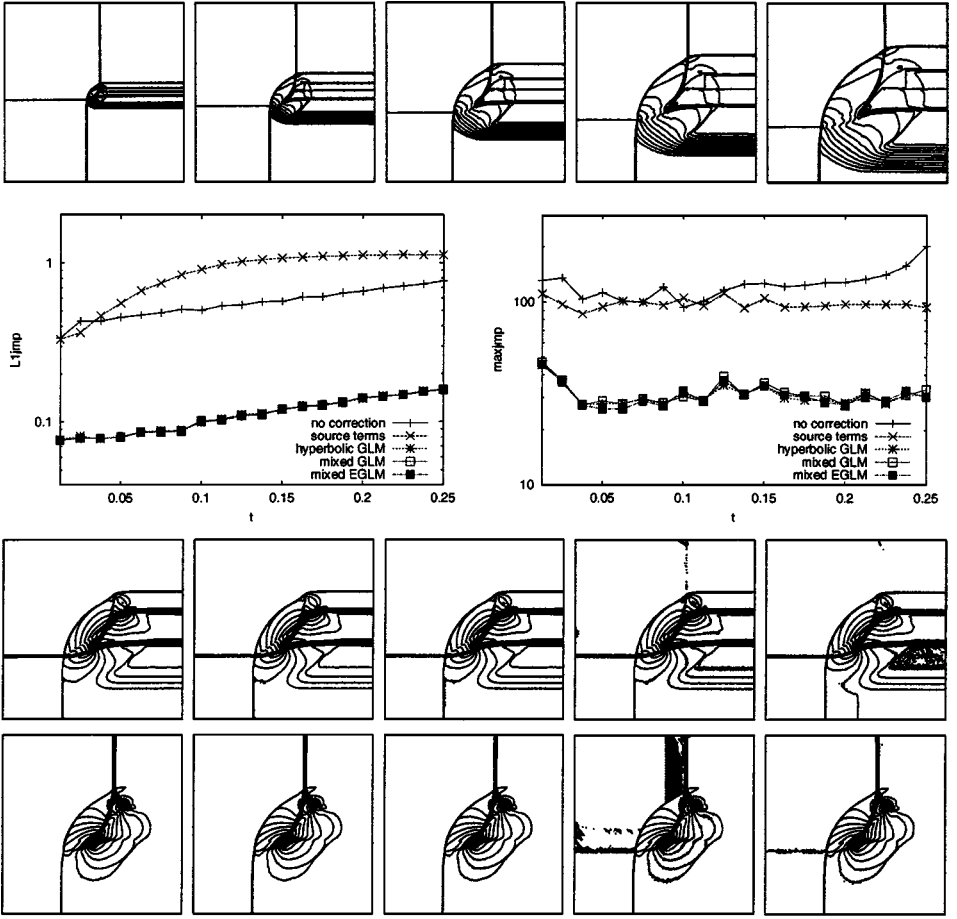 1
0.1
L1jmp
no correction
source terms
hyperbolic GLM
mixed GLM
mixed EGLM
0.05
0.1
0.15
0.2
0.25
t
100
10
maxjmp
no correction
source terms
hyperbolic GLM
mixed GLM
mixed EGLM
0.05
0.1
0.15
0.2
0.25
t